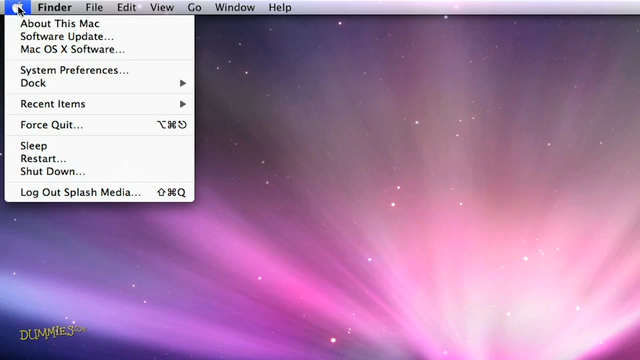 Finder File Edit View Go Window Help
About This Mac
Software Update...
Mac OS X Software...
System Preferences...
Dock
Recent Items
Force Quit... ⌥⌘⎋
Sleep
Restart...
Shut Down...
Log Out Splash Media... ⇧⌘Q
DUMMIES.COM